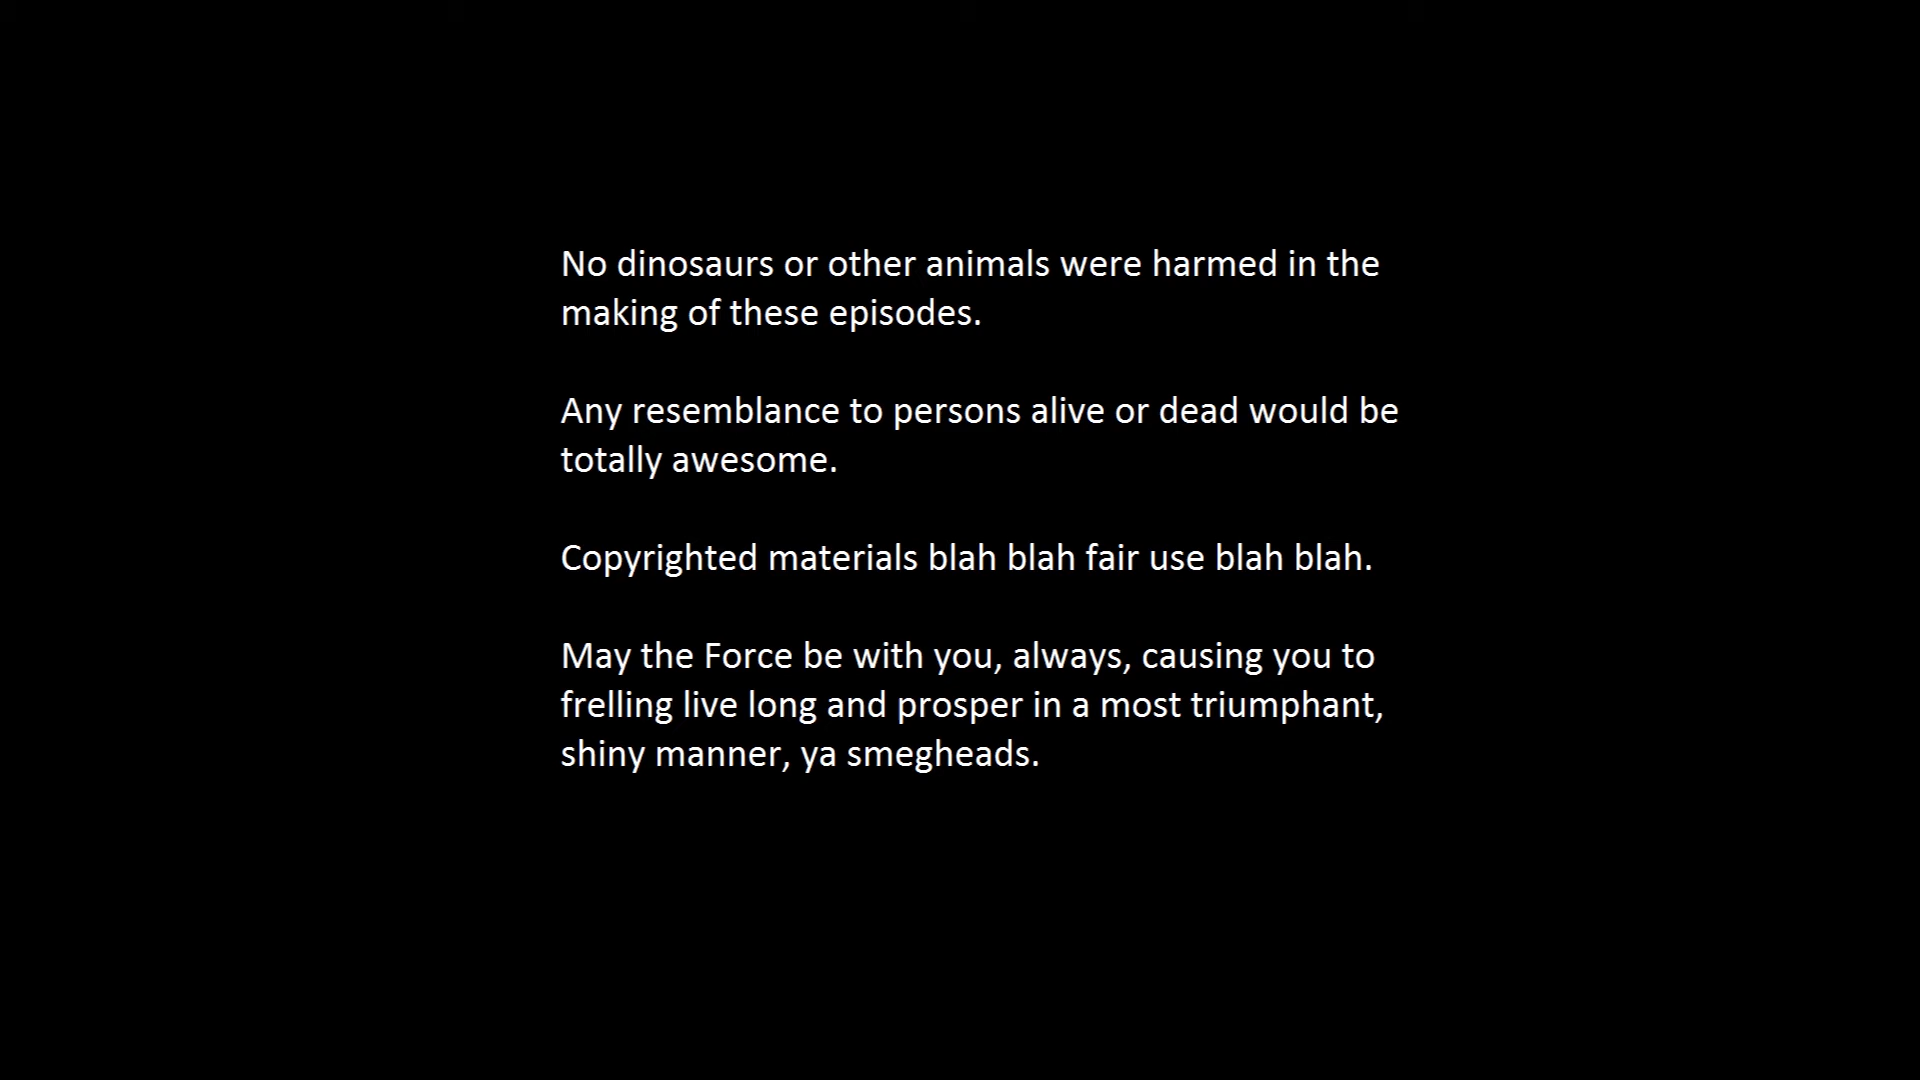 No dinosaurs or other animals were harmed in the
making of these episodes.
Any resemblance to persons alive or dead would be
totally awesome.
Copyrighted materials blah blah fair use blah blah.
May the Force be with you, always, causing you to
frelling live long and prosper in a most triumphant,
shiny manner, ya smegheads.